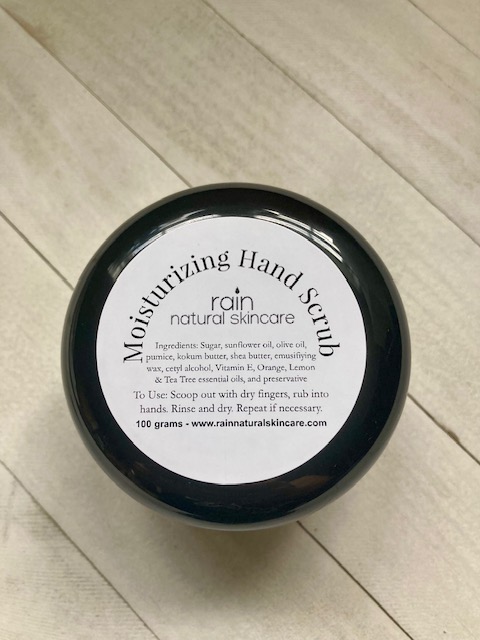 Moisturizing Hand Scrub
rain
natural skincare
Ingredients: Sugar, sunflower oil, olive oil,
pumice, kokum butter, shea butter, emusifiying
wax, cetyl alcohol, Vitamin E, Orange, Lemon
& Tea Tree essential oils, and preservative
To Use: Scoop out with dry fingers, rub into
hands. Rinse and dry. Repeat if necessary.
100 grams - www.rainnaturalskincare.com